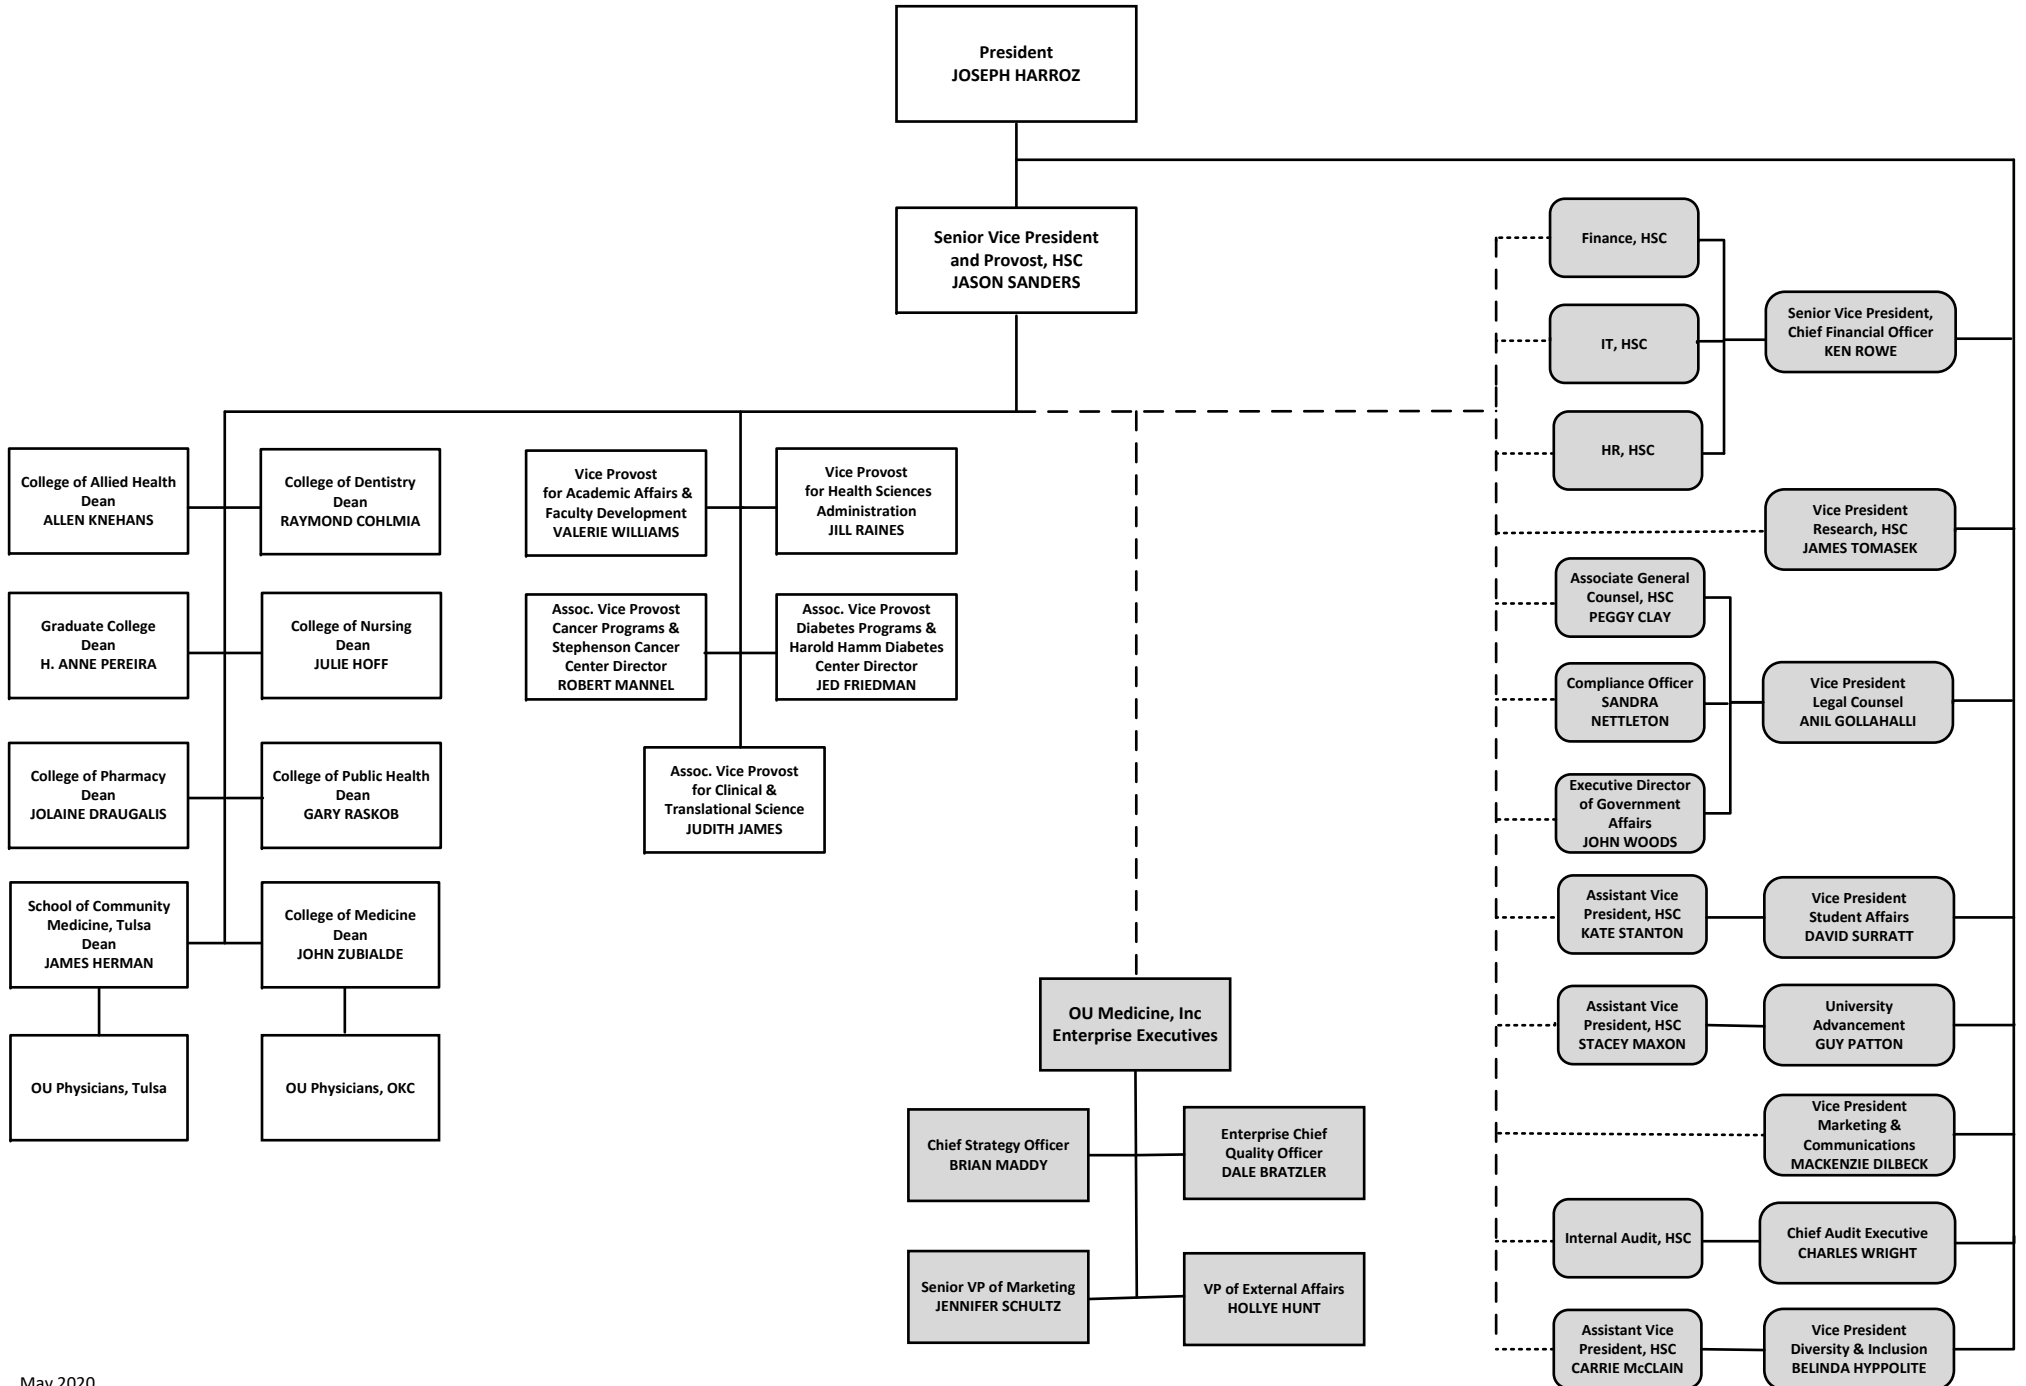 President
JOSEPH HARROZ
Senior Vice President
and Provost, HSC
JASON SANDERS
College of Allied Health
Dean
ALLEN KNEHANS
College of Dentistry
Dean
RAYMOND COHLMIA
Graduate College
Dean
H. ANNE PEREIRA
College of Nursing
Dean
JULIE HOFF
College of Pharmacy
Dean
JOLAINE DRAUGALIS
College of Public Health
Dean
GARY RASKOB
School of Community
Medicine, Tulsa
Dean
JAMES HERMAN
College of Medicine
Dean
JOHN ZUBIALDE
OU Physicians, Tulsa
OU Physicians, OKC
Vice Provost
for Academic Affairs &
Faculty Development
VALERIE WILLIAMS
Vice Provost
for Health Sciences
Administration
JILL RAINES
Assoc. Vice Provost
Cancer Programs &
Stephenson Cancer
Center Director
ROBERT MANNEL
Assoc. Vice Provost
Diabetes Programs &
Harold Hamm Diabetes
Center Director
JED FRIEDMAN
Assoc. Vice Provost
for Clinical &
Translational Science
JUDITH JAMES
OU Medicine, Inc
Enterprise Executives
Chief Strategy Officer
BRIAN MADDY
Enterprise Chief
Quality Officer
DALE BRATZLER
Senior VP of Marketing
JENNIFER SCHULTZ
VP of External Affairs
HOLLYE HUNT
Finance, HSC
IT, HSC
HR, HSC
Senior Vice President,
Chief Financial Officer
KEN ROWE
Vice President
Research, HSC
JAMES TOMASEK
Associate General
Counsel, HSC
PEGGY CLAY
Compliance Officer
SANDRA
NETTLETON
Executive Director
of Government
Affairs
JOHN WOODS
Vice President
Legal Counsel
ANIL GOLLAHALLI
Assistant Vice
President, HSC
KATE STANTON
Vice President
Student Affairs
DAVID SURRATT
Assistant Vice
President, HSC
STACEY MAXON
University
Advancement
GUY PATTON
Vice President
Marketing &
Communications
MACKENZIE DILBECK
Internal Audit, HSC
Chief Audit Executive
CHARLES WRIGHT
Assistant Vice
President, HSC
CARRIE McCLAIN
Vice President
Diversity & Inclusion
BELINDA HYPPOLITE
May 2020